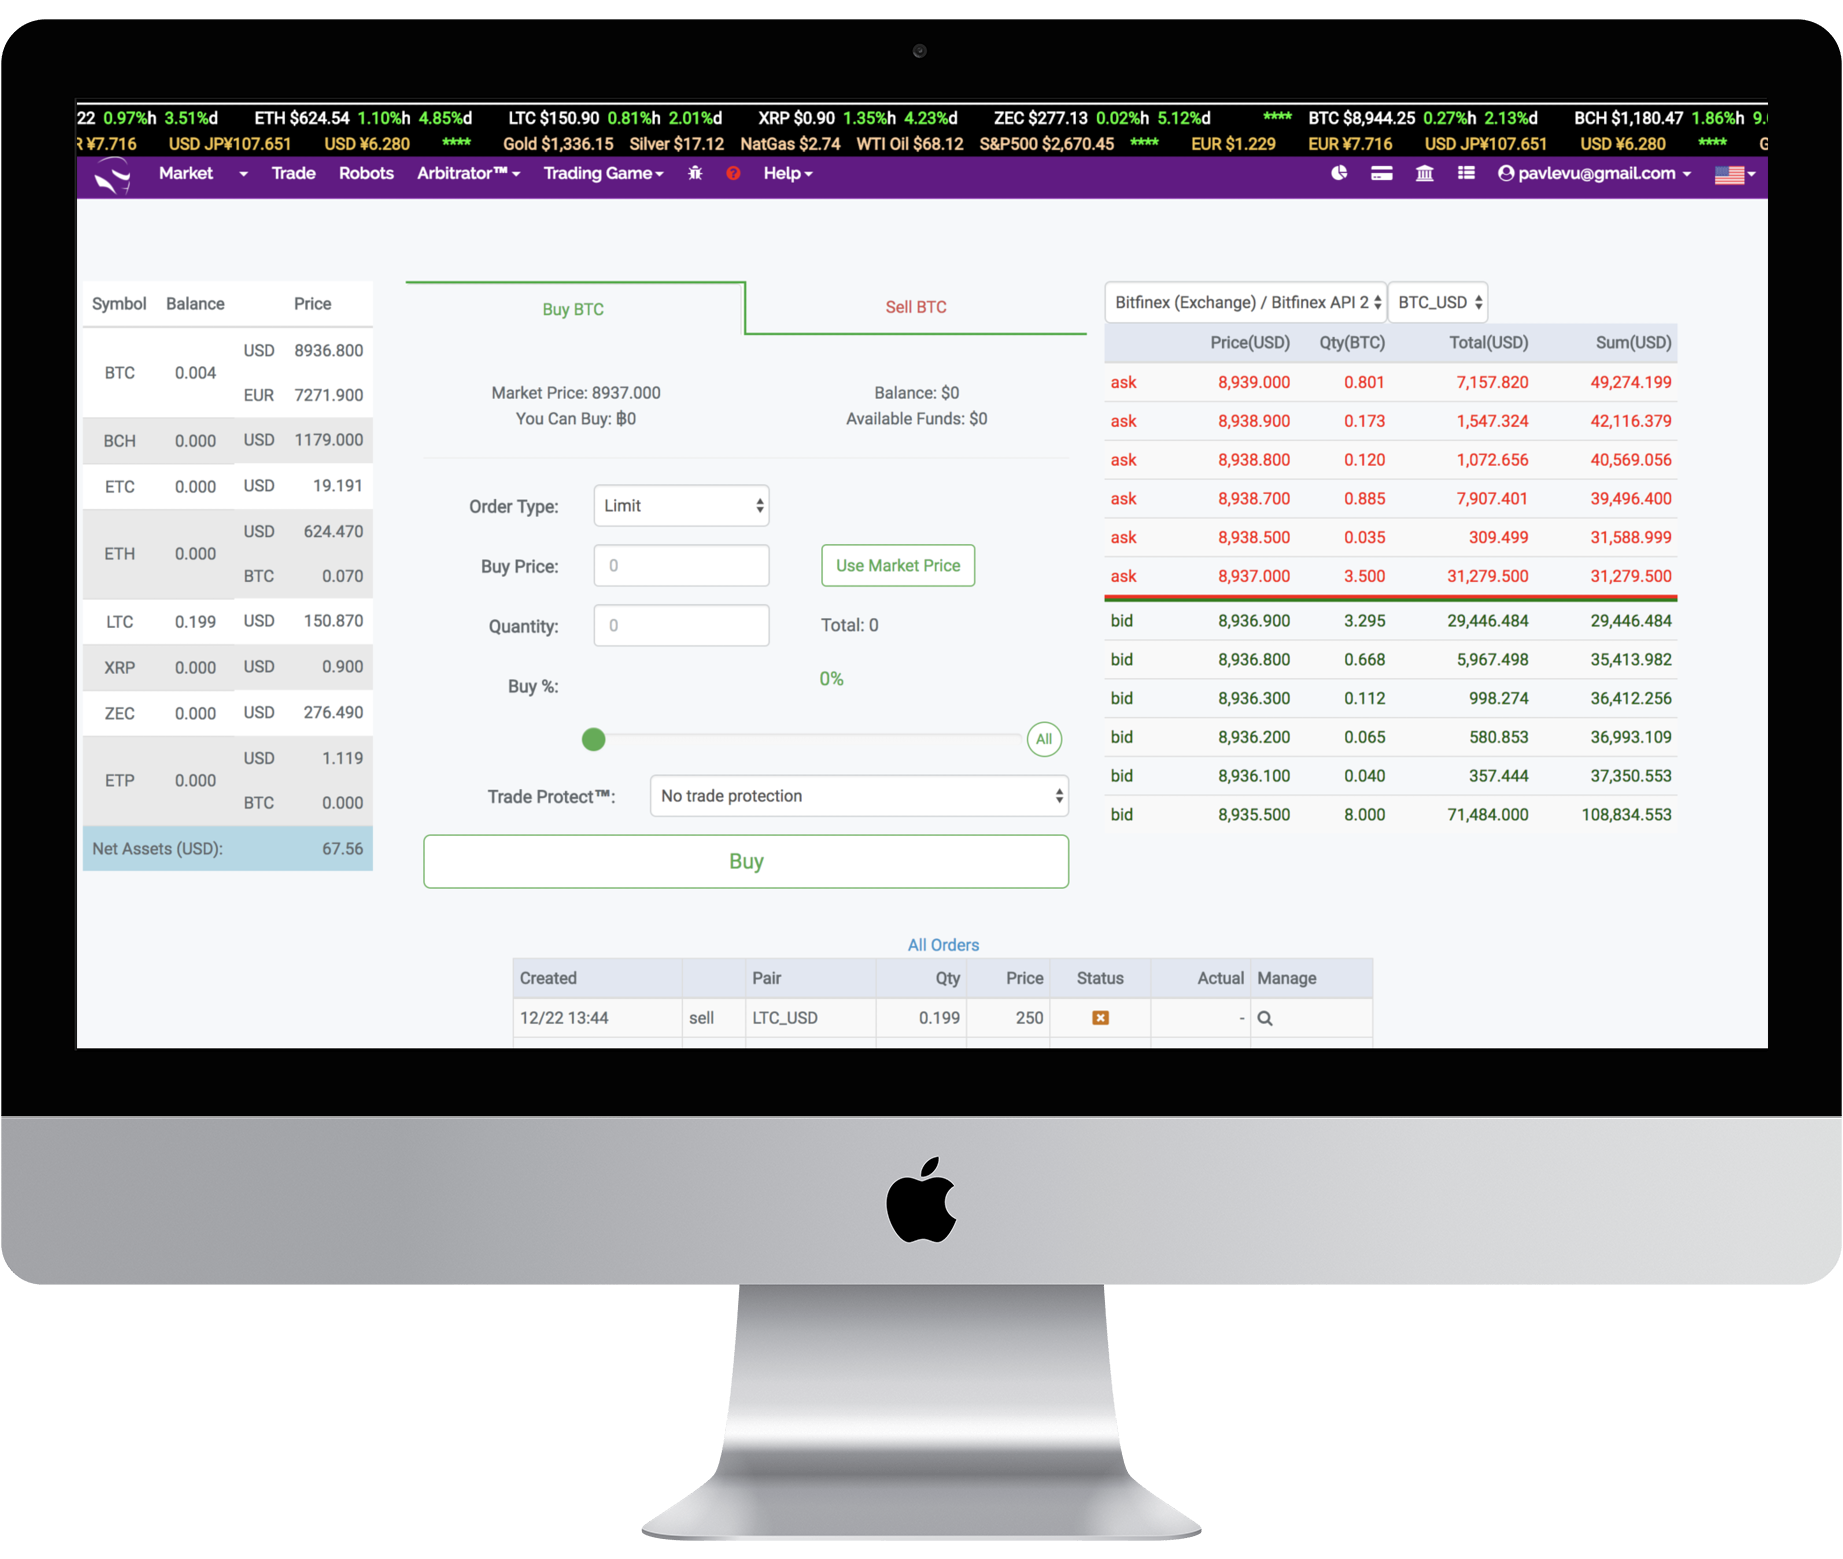 22 0.97%h 3.51%d ETH $624.54 1.10%h 4.85%d LTC $150.90 0.81%h 2.01%d XRP $0.90 1.35%h 4.23%d ZEC $277.13 0.02%h 5.12%d **** BTC $8,944.25 0.27%h 2.13%d BCH $1,180.47 1.86%h 9.
R ¥7.716 USD JP¥107.651 USD ¥6.280 **** Gold $1,336.15 Silver $17.12 NatGas $2.74 WTI Oil $68.12 S&P500 $2,670.45 **** EUR $1.229 EUR ¥7.716 USD JP¥107.651 USD ¥6.280 **** G
Market Trade Robots Arbitrator™ Trading Game ? Help pavlevu@gmail.com
Symbol Balance Price
BTC 0.004 USD 8936.800
EUR 7271.900
BCH 0.000 USD 1179.000
ETC 0.000 USD 19.191
ETH 0.000 USD 624.470
BTC 0.070
LTC 0.199 USD 150.870
XRP 0.000 USD 0.900
ZEC 0.000 USD 276.490
ETP 0.000 USD 1.119
BTC 0.000
Net Assets (USD): 67.56
Buy BTC Sell BTC
Market Price: 8937.000 Balance: $0
You Can Buy: ฿0 Available Funds: $0
Order Type: Limit
Buy Price: 0 Use Market Price
Quantity: 0 Total: 0
Buy %: 0%
All
Trade Protect™: No trade protection
Buy
Bitfinex (Exchange) / Bitfinex API 2 BTC_USD
Price(USD) Qty(BTC) Total(USD) Sum(USD)
ask 8,939.000 0.801 7,157.820 49,274.199
ask 8,938.900 0.173 1,547.324 42,116.379
ask 8,938.800 0.120 1,072.656 40,569.056
ask 8,938.700 0.885 7,907.401 39,496.400
ask 8,938.500 0.035 309.499 31,588.999
ask 8,937.000 3.500 31,279.500 31,279.500
bid 8,936.900 3.295 29,446.484 29,446.484
bid 8,936.800 0.668 5,967.498 35,413.982
bid 8,936.300 0.112 998.274 36,412.256
bid 8,936.200 0.065 580.853 36,993.109
bid 8,936.100 0.040 357.444 37,350.553
bid 8,935.500 8.000 71,484.000 108,834.553
All Orders
Created Pair Qty Price Status Actual Manage
12/22 13:44 sell LTC_USD 0.199 250 -